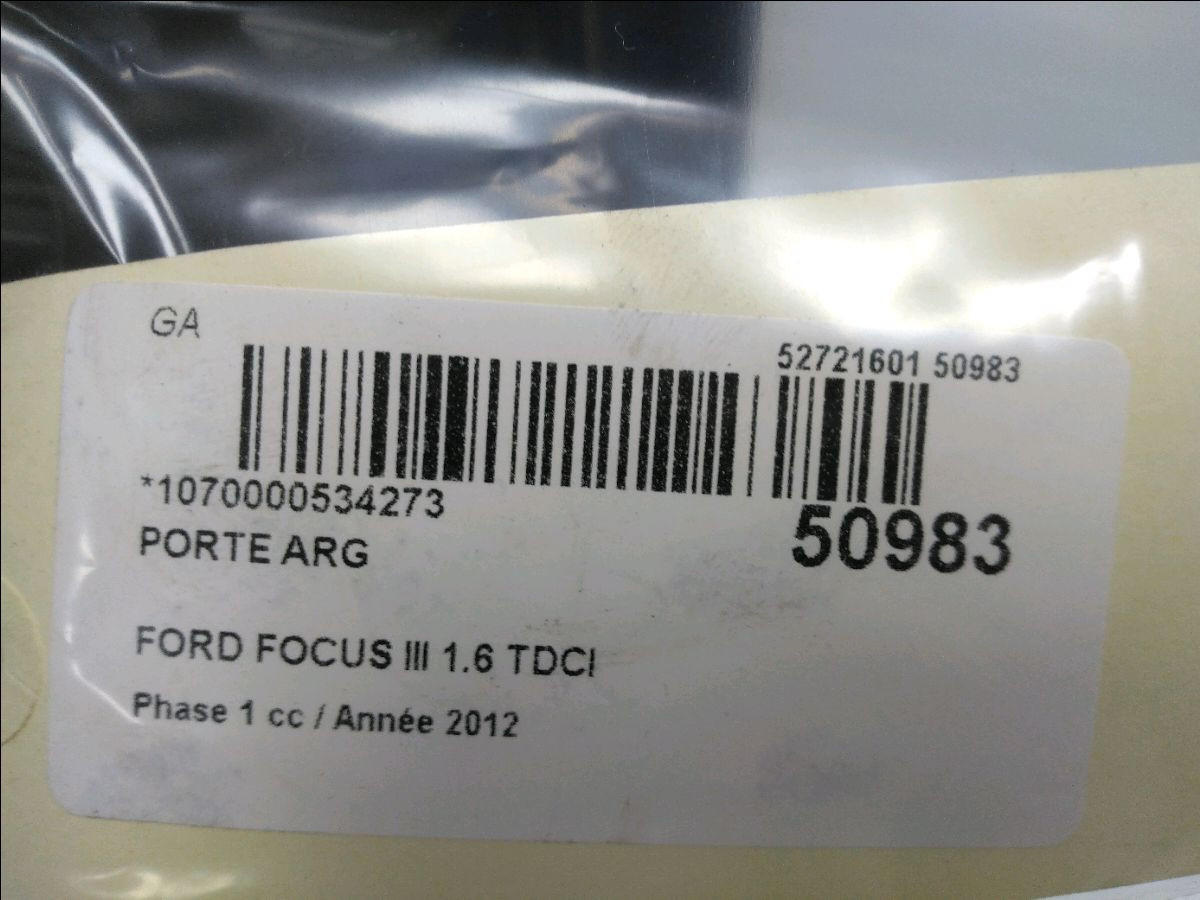 GA
52721601 50983
*1070000534273
50983
PORTE ARG
FORD FOCUS III 1.6 TDCI
Phase 1 cc / Année 2012